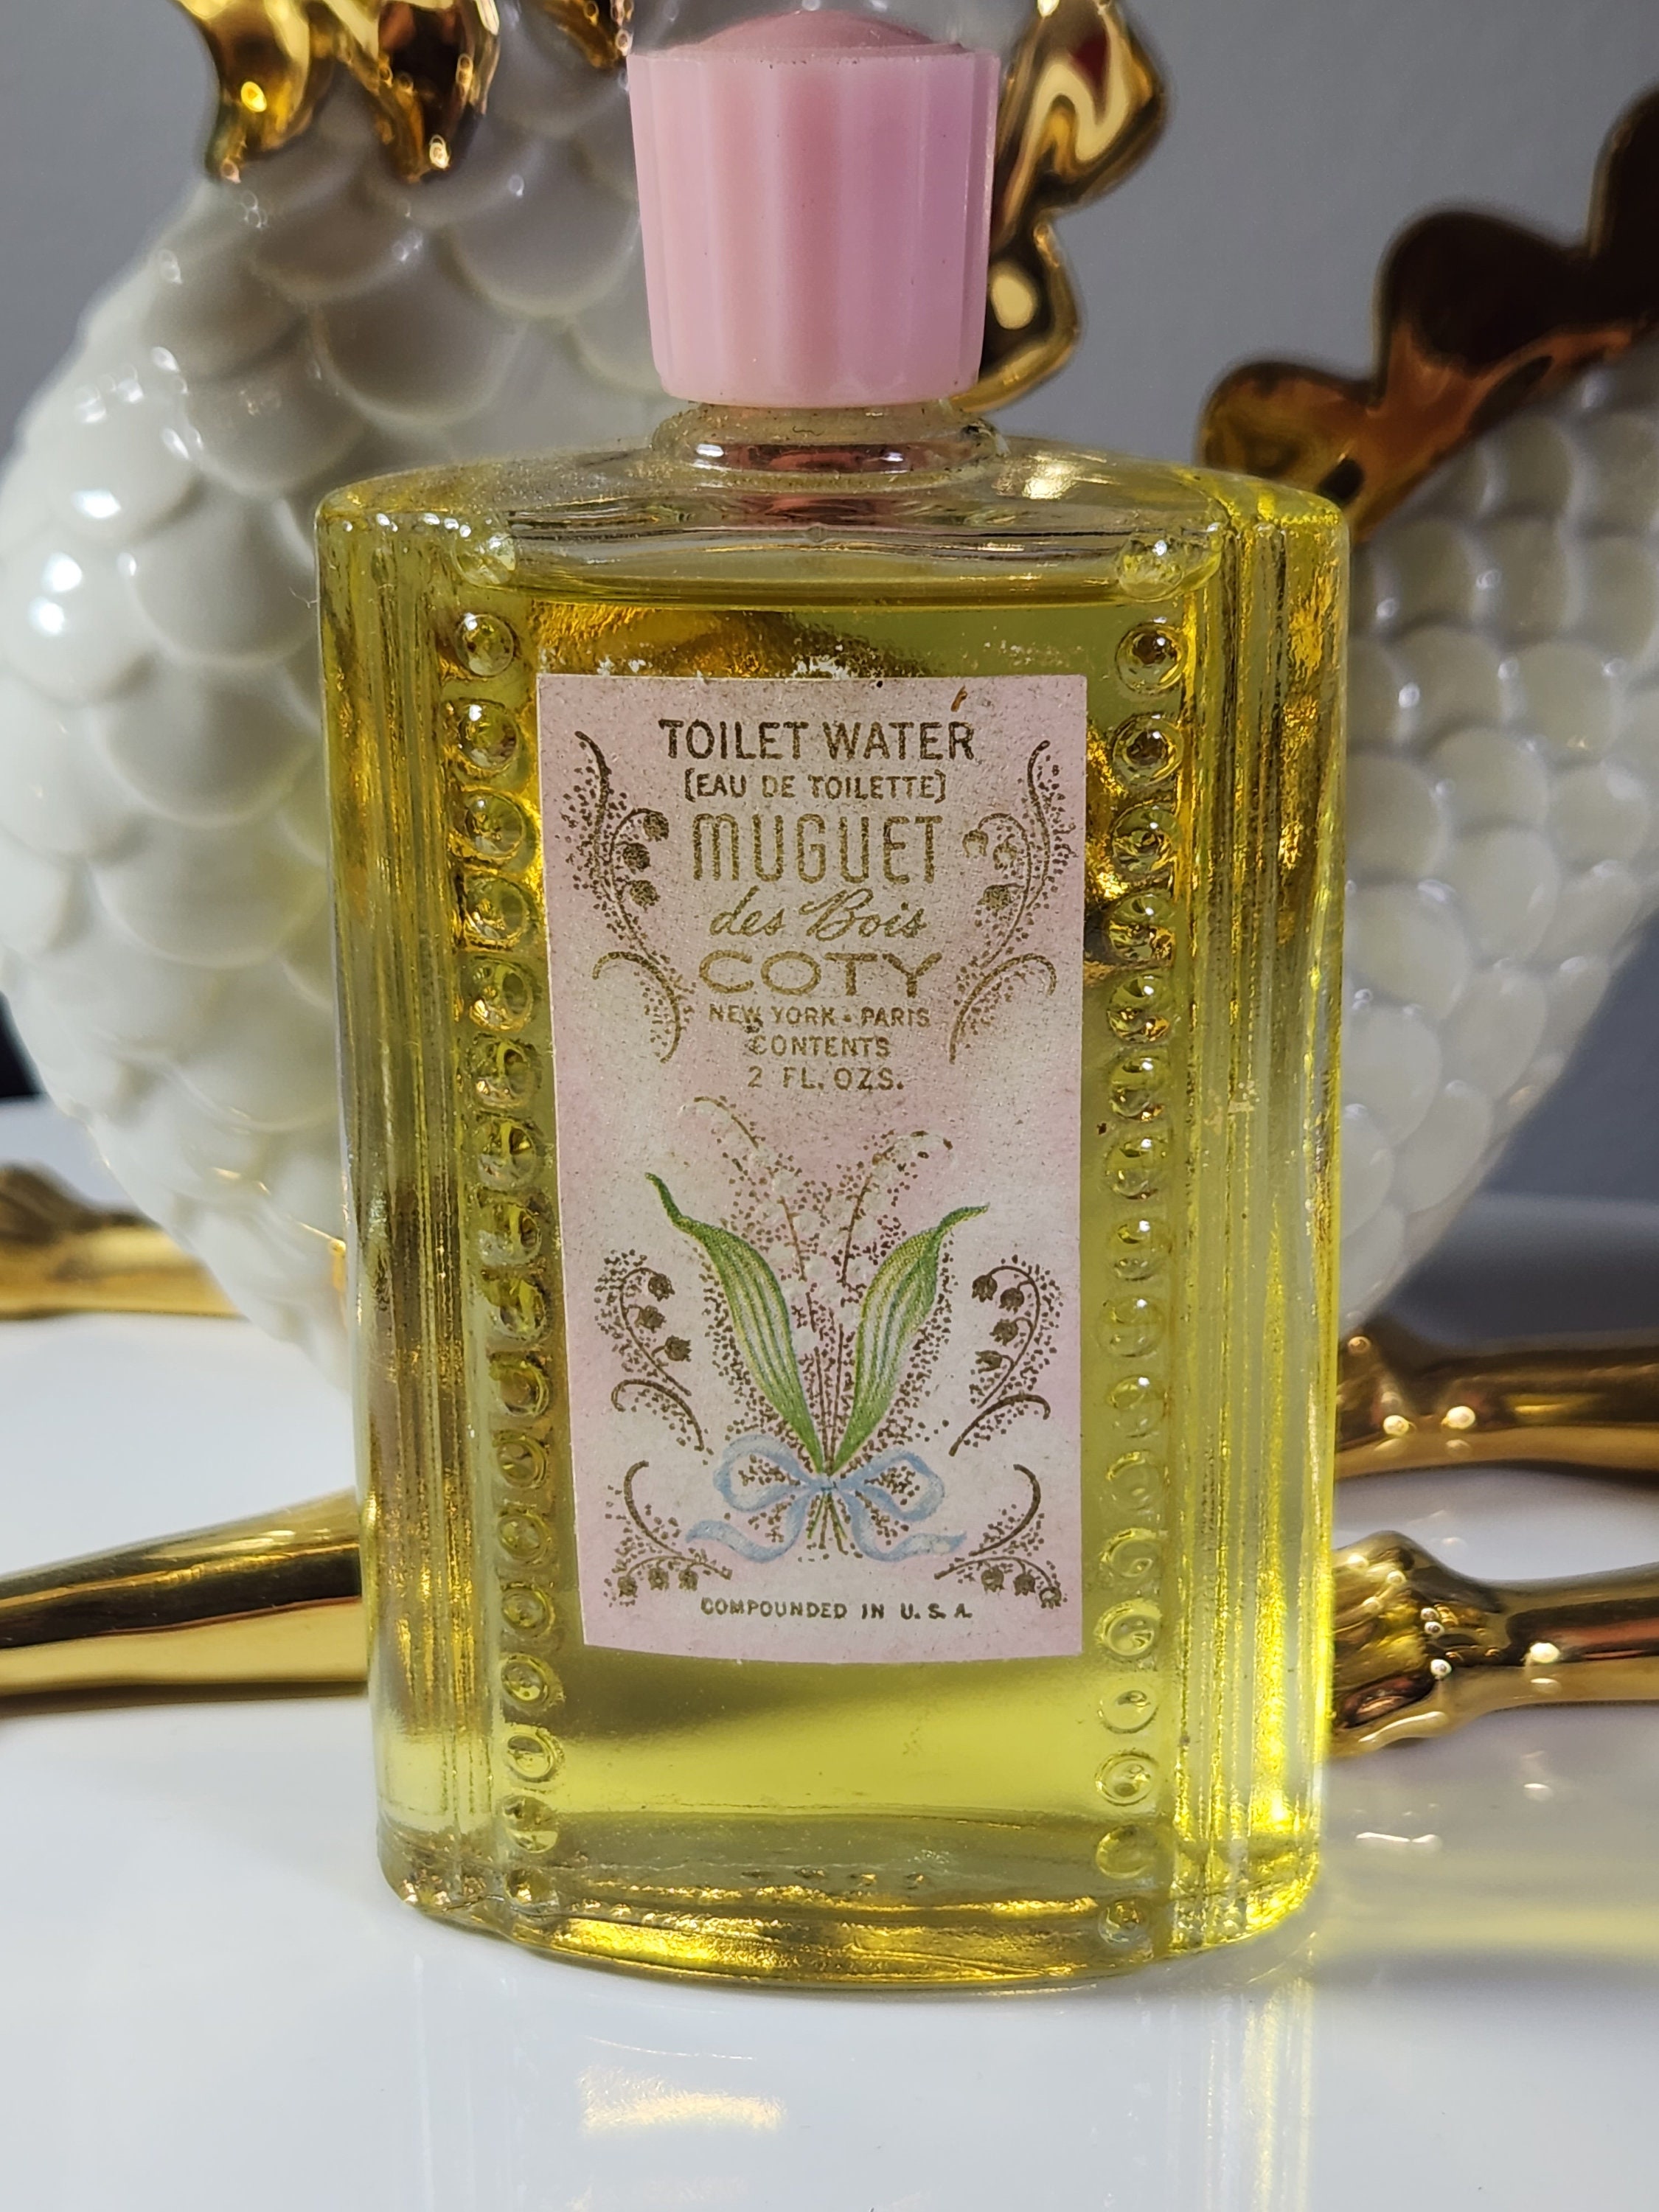 TOILET WATER
[EAU DE TOILETTE]
MUGUET
des Bois
COTY
NEW YORK - PARIS
CONTENTS
2 FL. OZS.
COMPOUNDED IN U.S.A.